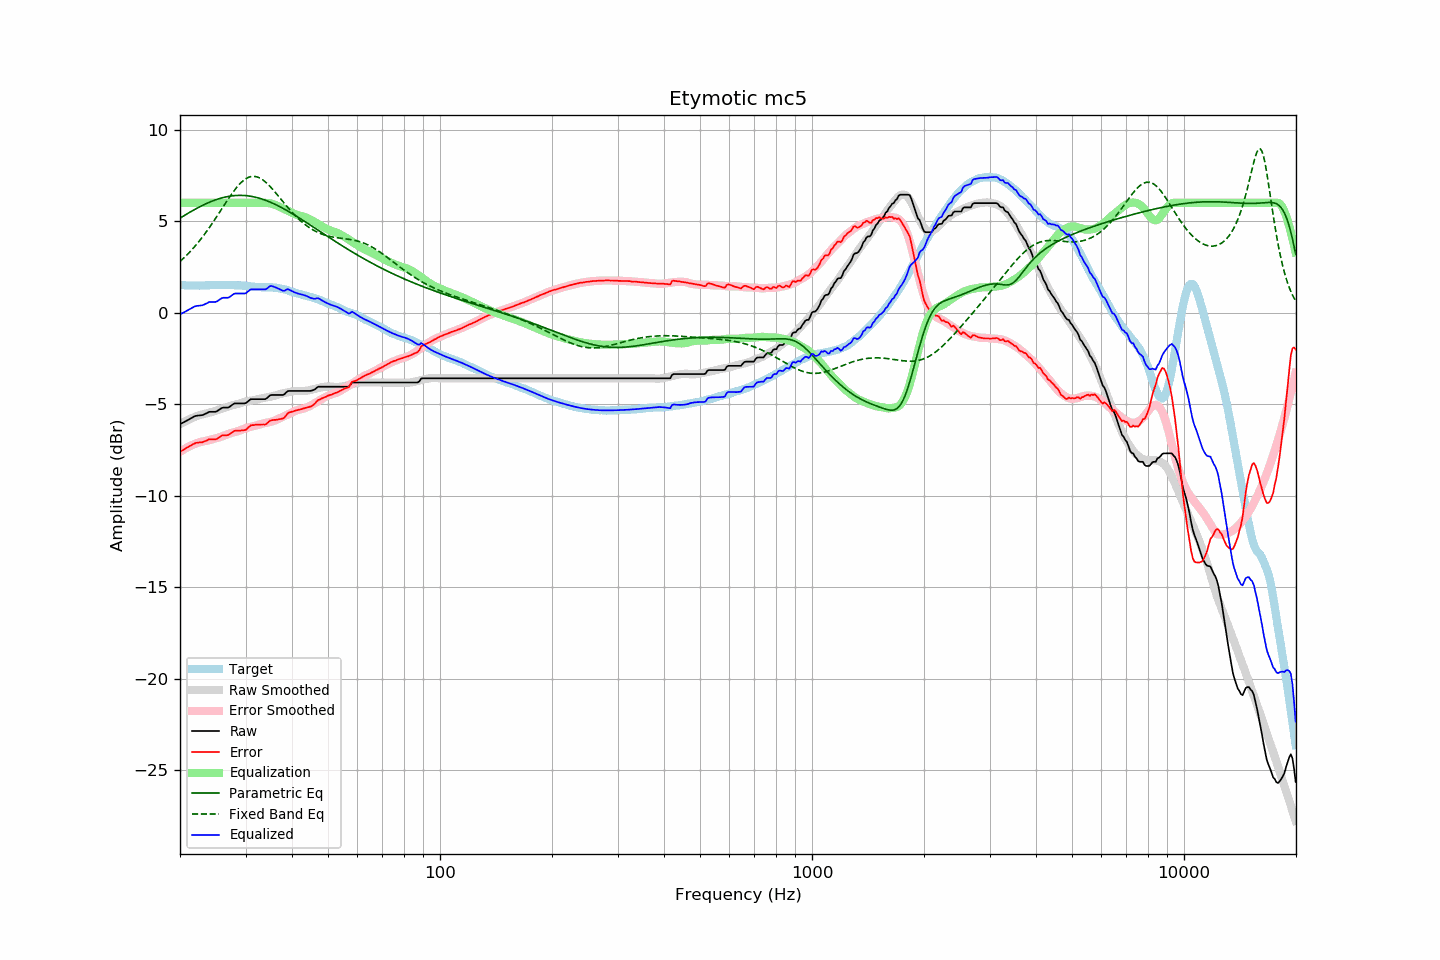 Etymotic mc5
10
5
0
−5
−10
−15
−20
−25
Amplitude (dBr)
Target
Raw Smoothed
Error Smoothed
Raw
Error
Equalization
Parametric Eq
Fixed Band Eq
Equalized
100
1000
10000
Frequency (Hz)